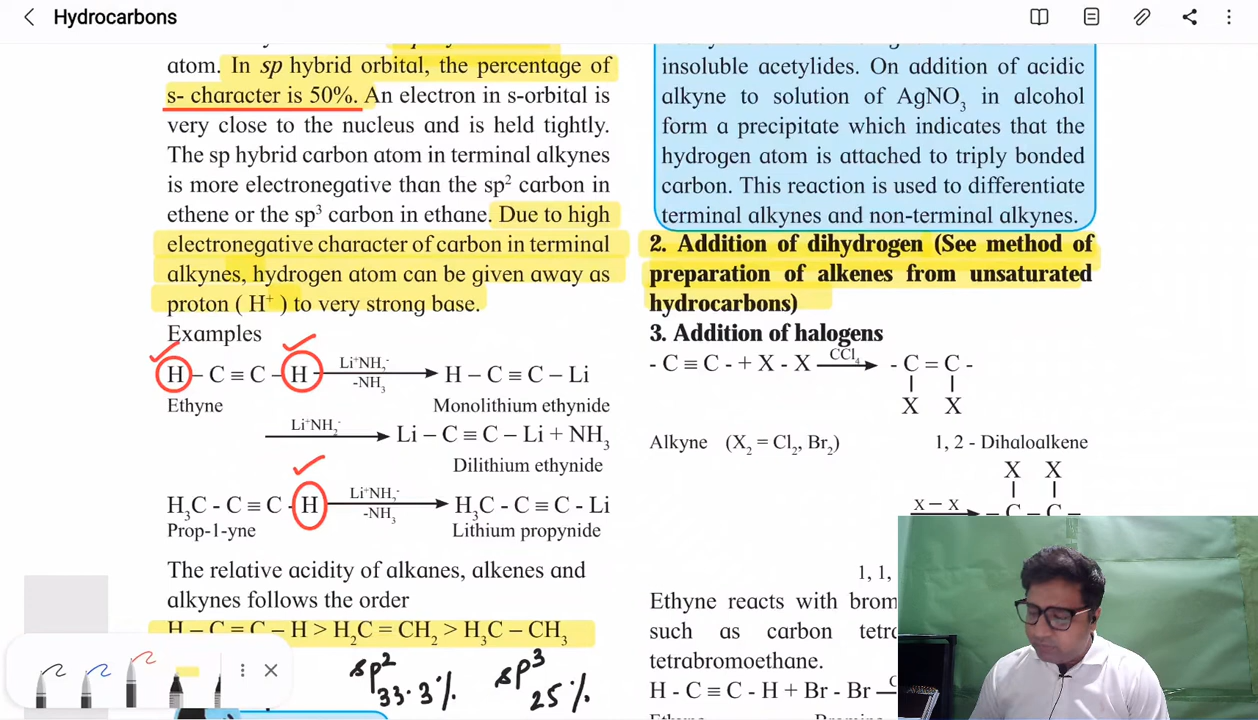 Hydrocarbons
atom. In sp hybrid orbital, the percentage of
s- character is 50%. An electron in s-orbital is
very close to the nucleus and is held tightly.
The sp hybrid carbon atom in terminal alkynes
is more electronegative than the sp² carbon in
ethene or the sp³ carbon in ethane. Due to high
electronegative character of carbon in terminal
alkynes, hydrogen atom can be given away as
proton ( H⁺ ) to very strong base.
Examples
H – C ≡ C – H Li⁺NH₂⁻ -NH₃ H – C ≡ C – Li
Ethyne Monolithium ethynide
Li⁺NH₂⁻ Li – C ≡ C – Li + NH₃
Dilithium ethynide
H₃C - C ≡ C - H Li⁺NH₂⁻ -NH₃ H₃C - C ≡ C - Li
Prop-1-yne Lithium propynide
The relative acidity of alkanes, alkenes and
alkynes follows the order
H – C ≡ C – H > H₂C = CH₂ > H₃C – CH₃
sp² sp³
33.3% 25%
insoluble acetylides. On addition of acidic
alkyne to solution of AgNO₃ in alcohol
form a precipitate which indicates that the
hydrogen atom is attached to triply bonded
carbon. This reaction is used to differentiate
terminal alkynes and non-terminal alkynes.
2. Addition of dihydrogen (See method of
preparation of alkenes from unsaturated
hydrocarbons)
3. Addition of halogens
- C ≡ C - + X - X CCl₄ - C = C -
X X
Alkyne (X₂ = Cl₂, Br₂) 1, 2 - Dihaloalkene
X X
X – X – C – C –
1, 1,
Ethyne reacts with brom
such as carbon tetr
tetrabromoethane.
H - C ≡ C - H + Br - Br C